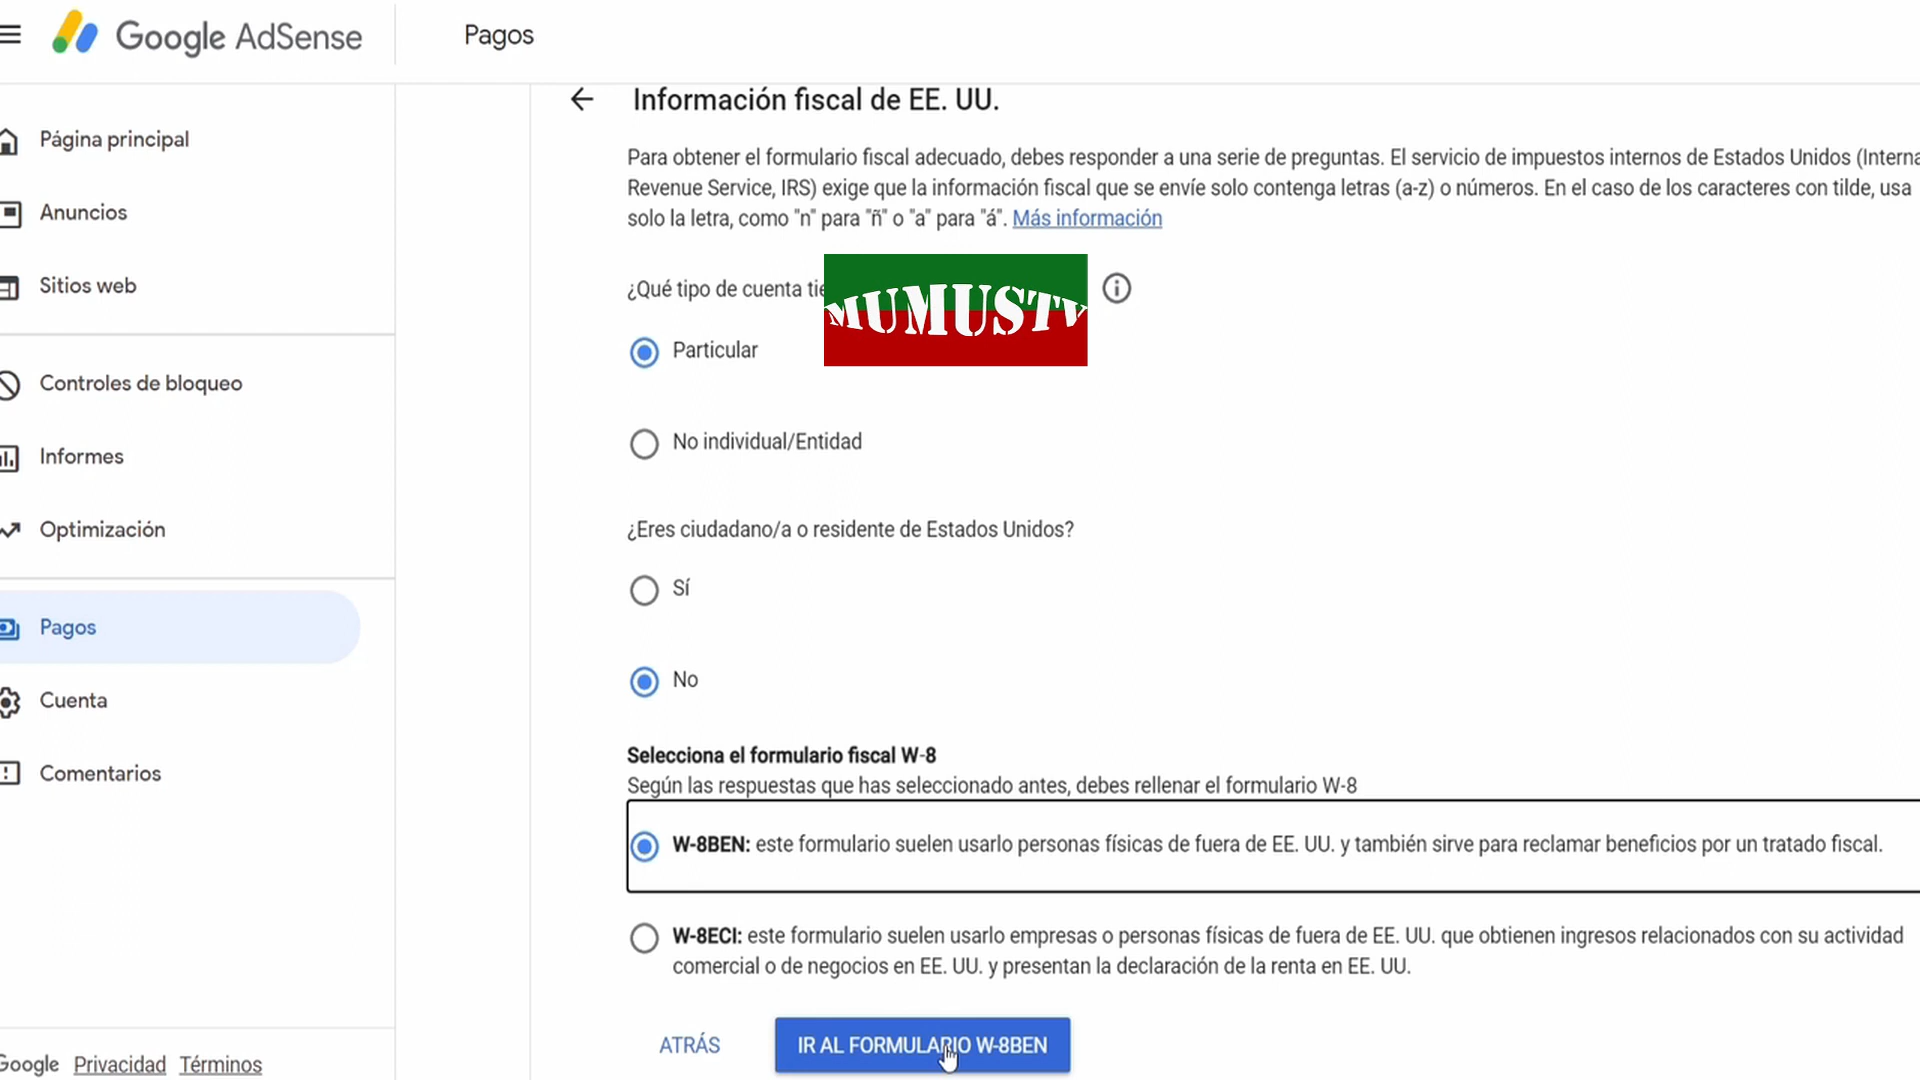 Google AdSense
Pagos
Página principal
Anuncios
Sitios web
Controles de bloqueo
Informes
Optimización
Pagos
Cuenta
Comentarios
Google Privacidad Términos
Información fiscal de EE. UU.
Para obtener el formulario fiscal adecuado, debes responder a una serie de preguntas. El servicio de impuestos internos de Estados Unidos (Interna
Revenue Service, IRS) exige que la información fiscal que se envíe solo contenga letras (a-z) o números. En el caso de los caracteres con tilde, usa
solo la letra, como "n" para "ñ" o "a" para "á". Más información
¿Qué tipo de cuenta
MUMUSTV
Particular
No individual/Entidad
¿Eres ciudadano/a o residente de Estados Unidos?
Sí
No
Selecciona el formulario fiscal W-8
Según las respuestas que has seleccionado antes, debes rellenar el formulario W-8
W-8BEN: este formulario suelen usarlo personas físicas de fuera de EE. UU. y también sirve para reclamar beneficios por un tratado fiscal.
W-8ECI: este formulario suelen usarlo empresas o personas físicas de fuera de EE. UU. que obtienen ingresos relacionados con su actividad
comercial o de negocios en EE. UU. y presentan la declaración de la renta en EE. UU.
ATRÁS
IR AL FORMULARIO W-8BEN